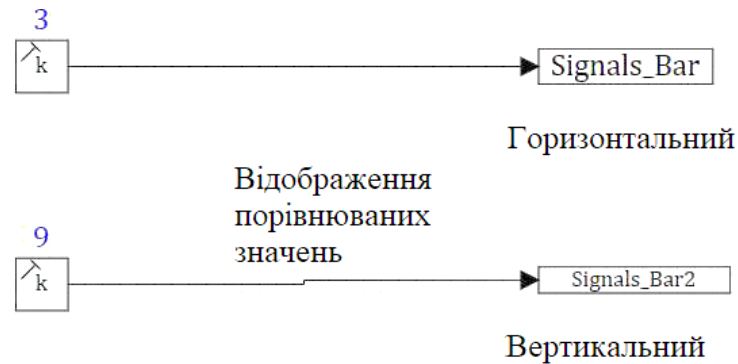 3
k
Signals_Bar
Горизонтальний
Відображення
порівнюваних
значень
9
k
Signals_Bar2
Вертикальний